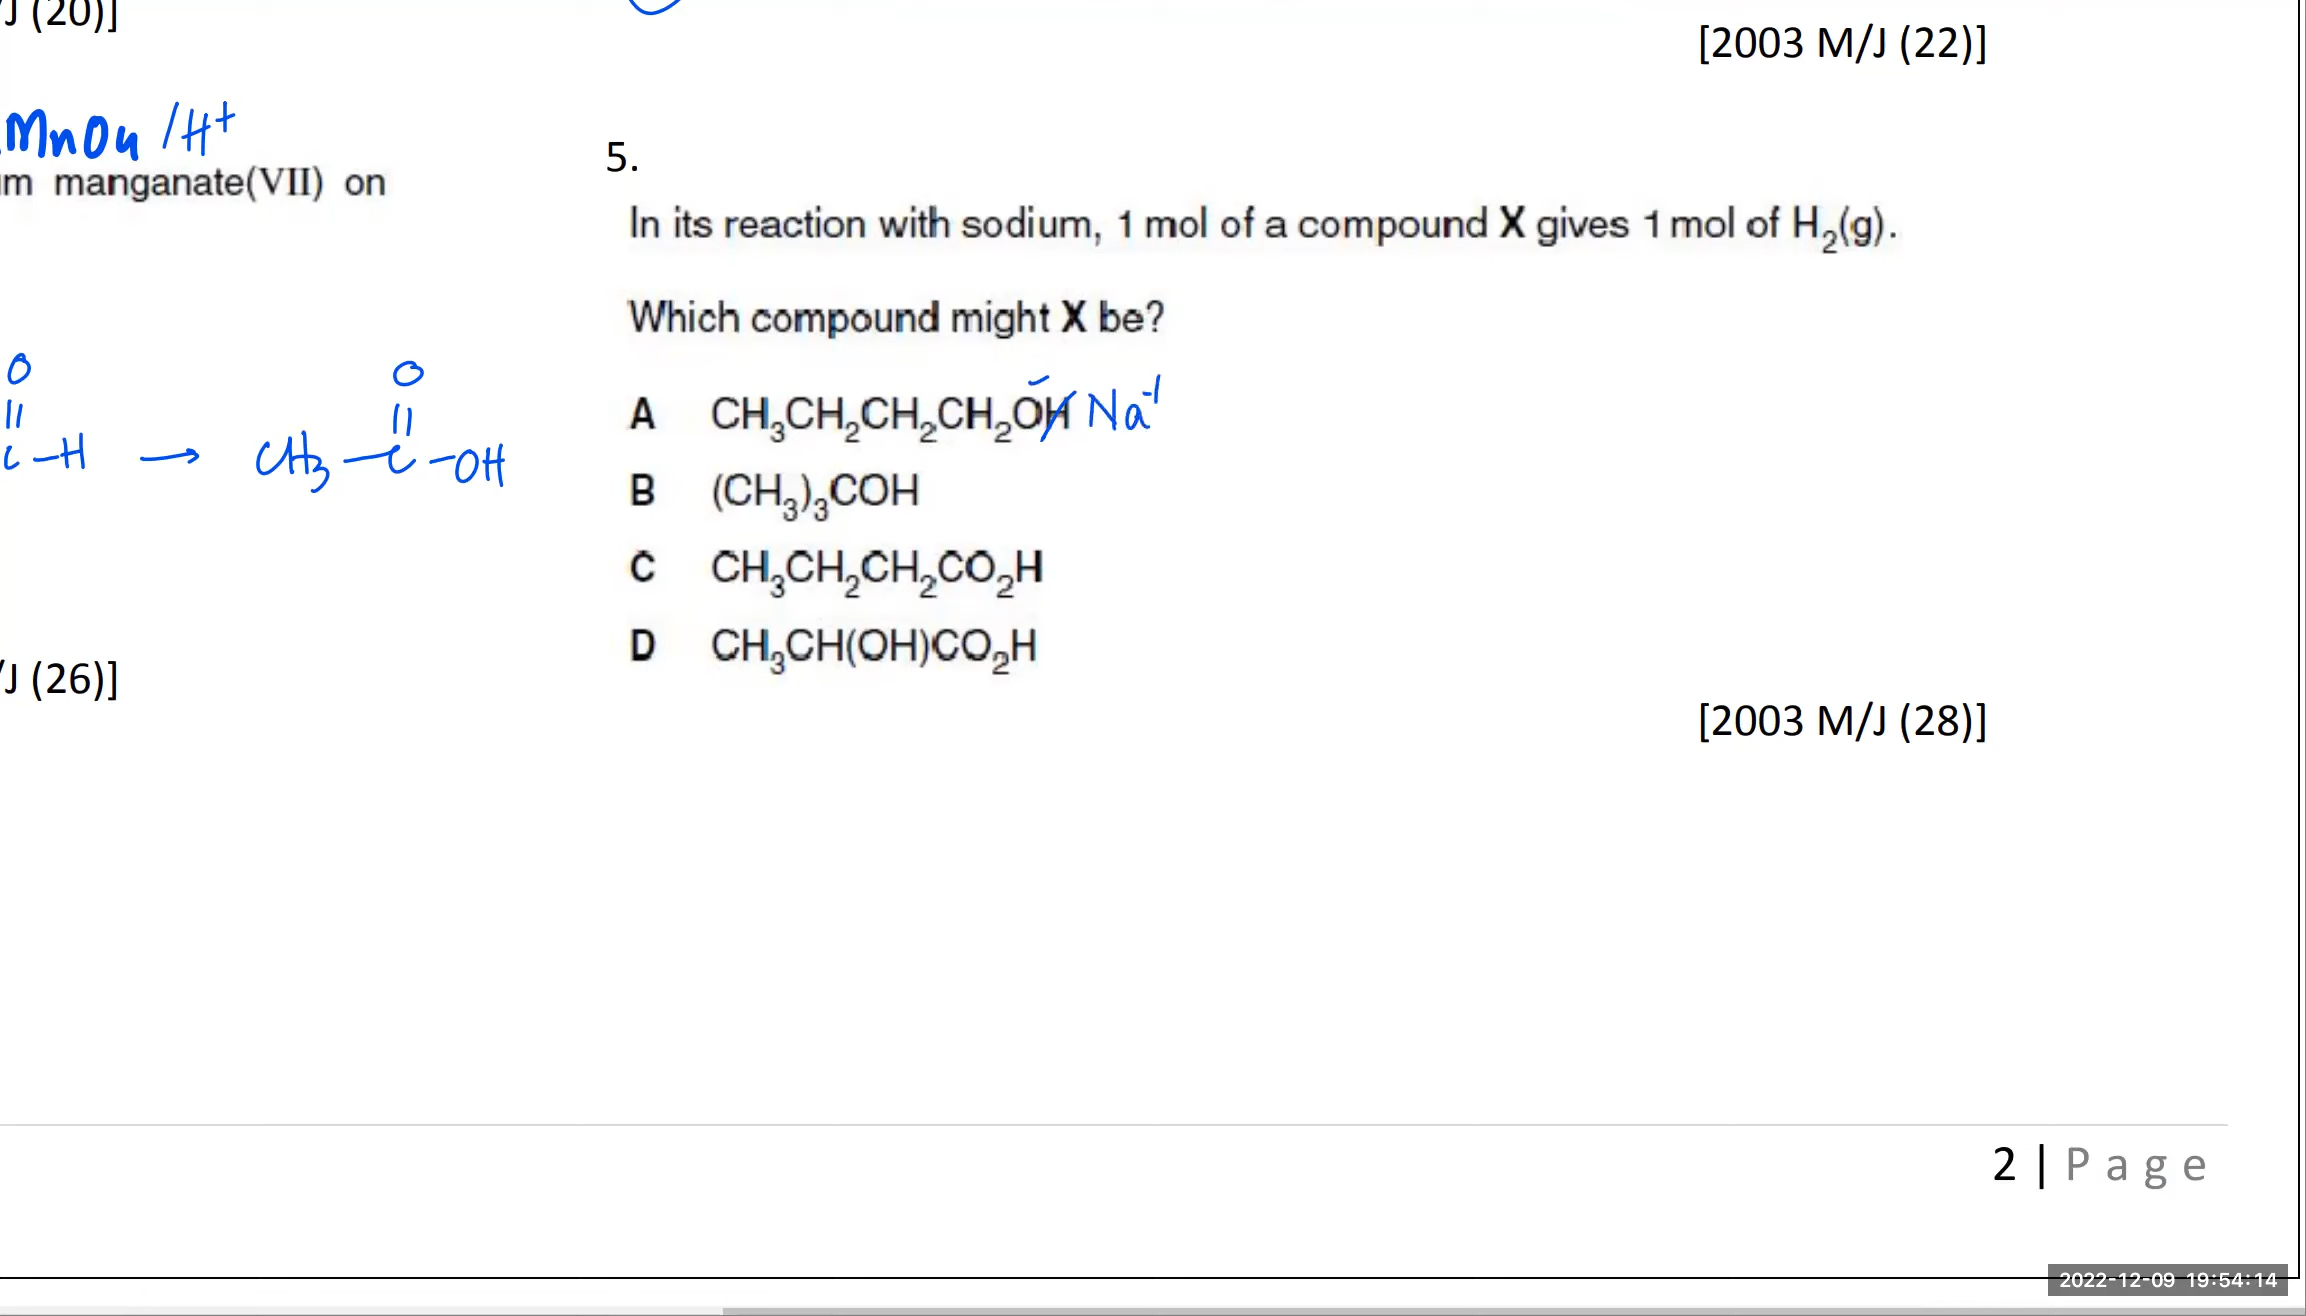 J (20)]
[2003 M/J (22)]
MnO4 /H+
m manganate(VII) on
5.
In its reaction with sodium, 1 mol of a compound X gives 1 mol of H₂(g).
Which compound might X be?
O
||
C–H → CH3–C–OH
O
||
A CH₃CH₂CH₂CH₂OH Na⁻¹
B (CH₃)₃COH
C CH₃CH₂CH₂CO₂H
D CH₃CH(OH)CO₂H
/J (26)]
[2003 M/J (28)]
2 | Page
2022-12-09 19:54:14